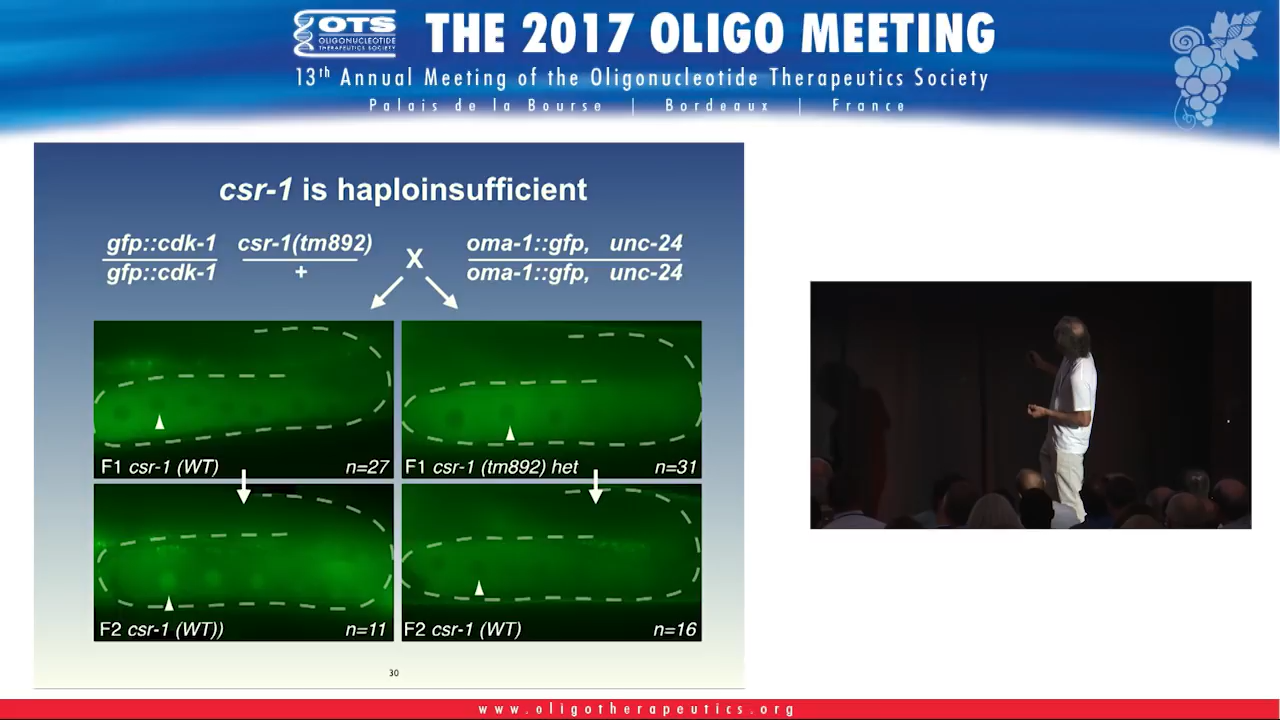 OTS
OLIGONUCLEOTIDE
THERAPEUTICS SOCIETY
THE 2017 OLIGO MEETING
13th Annual Meeting of the Oligonucleotide Therapeutics Society
Palais de la Bourse | Bordeaux | France
csr-1 is haploinsufficient
gfp::cdk-1 csr-1(tm892) X oma-1::gfp, unc-24
gfp::cdk-1 + oma-1::gfp, unc-24
F1 csr-1 (WT) n=27
F1 csr-1 (tm892) het n=31
F2 csr-1 (WT)) n=11
F2 csr-1 (WT) n=16
30
www.oligotherapeutics.org